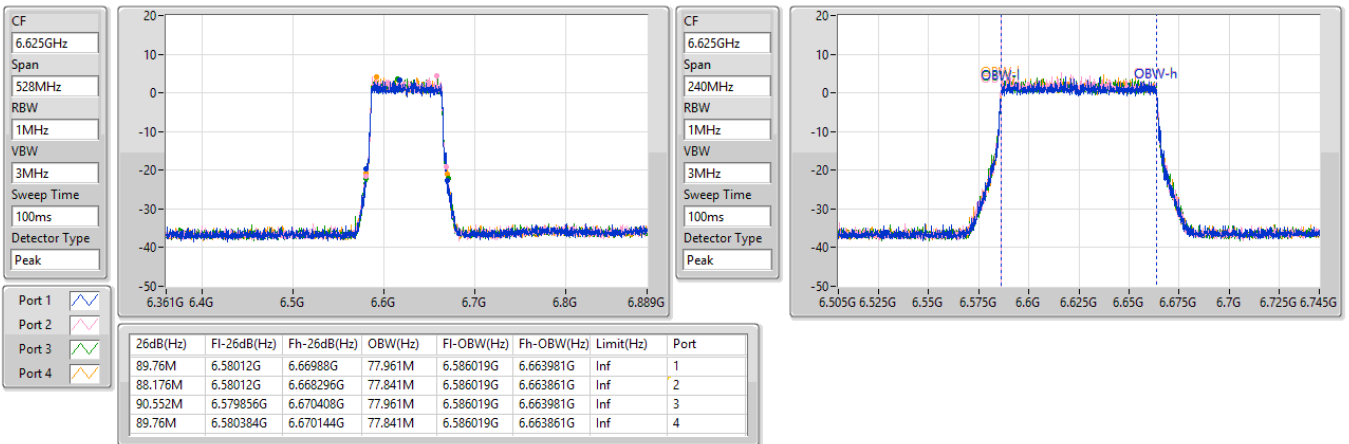 CF
6.625GHz
Span
528MHz
RBW
1MHz
VBW
3MHz
Sweep Time
100ms
Detector Type
Peak
20
10
0
-10
-20
-30
-40
-50
6.361G 6.4G 6.5G 6.6G 6.7G 6.8G 6.889G
CF
6.625GHz
Span
240MHz
RBW
1MHz
VBW
3MHz
Sweep Time
100ms
Detector Type
Peak
20
10
0
-10
-20
-30
-40
-50
OBW-l OBW-h
6.505G 6.525G 6.55G 6.575G 6.6G 6.625G 6.65G 6.675G 6.7G 6.725G 6.745G
Port 1
Port 2
Port 3
Port 4
26dB(Hz) Fl-26dB(Hz) Fh-26dB(Hz) OBW(Hz) Fl-OBW(Hz) Fh-OBW(Hz) Limit(Hz) Port
89.76M 6.58012G 6.66988G 77.961M 6.586019G 6.663981G Inf 1
88.176M 6.58012G 6.668296G 77.841M 6.586019G 6.663861G Inf 2
90.552M 6.579856G 6.670408G 77.961M 6.586019G 6.663981G Inf 3
89.76M 6.580384G 6.670144G 77.841M 6.586019G 6.663861G Inf 4